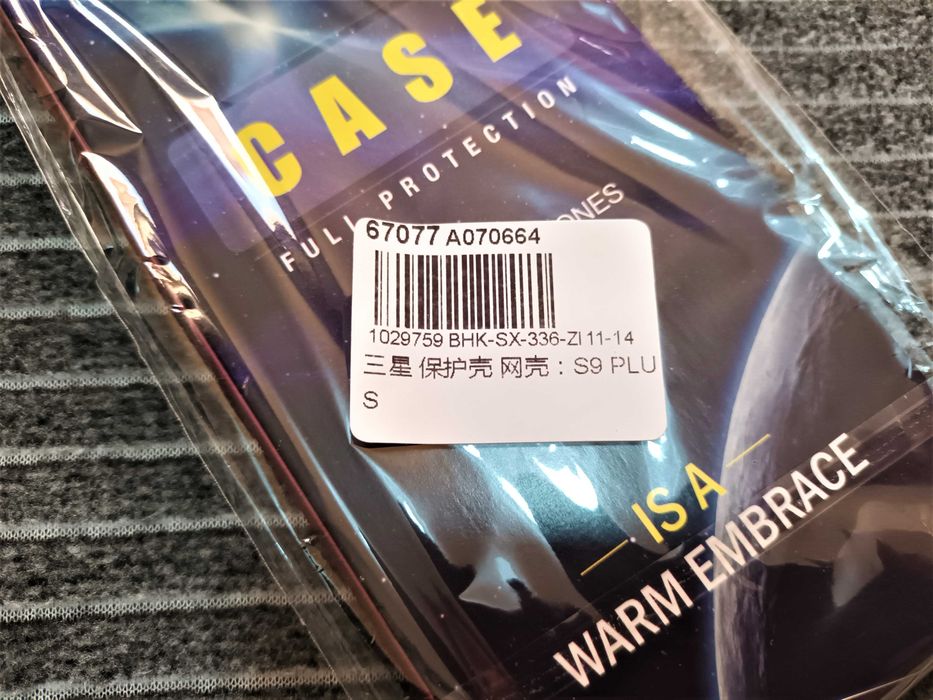 CASE
FULL PROTECTION
ONES
67077 A070664
1029759 BHK-SX-336-ZI 11-14
三星 保护壳 网壳：S9 PLU
S
IS A
WARM EMBRACE